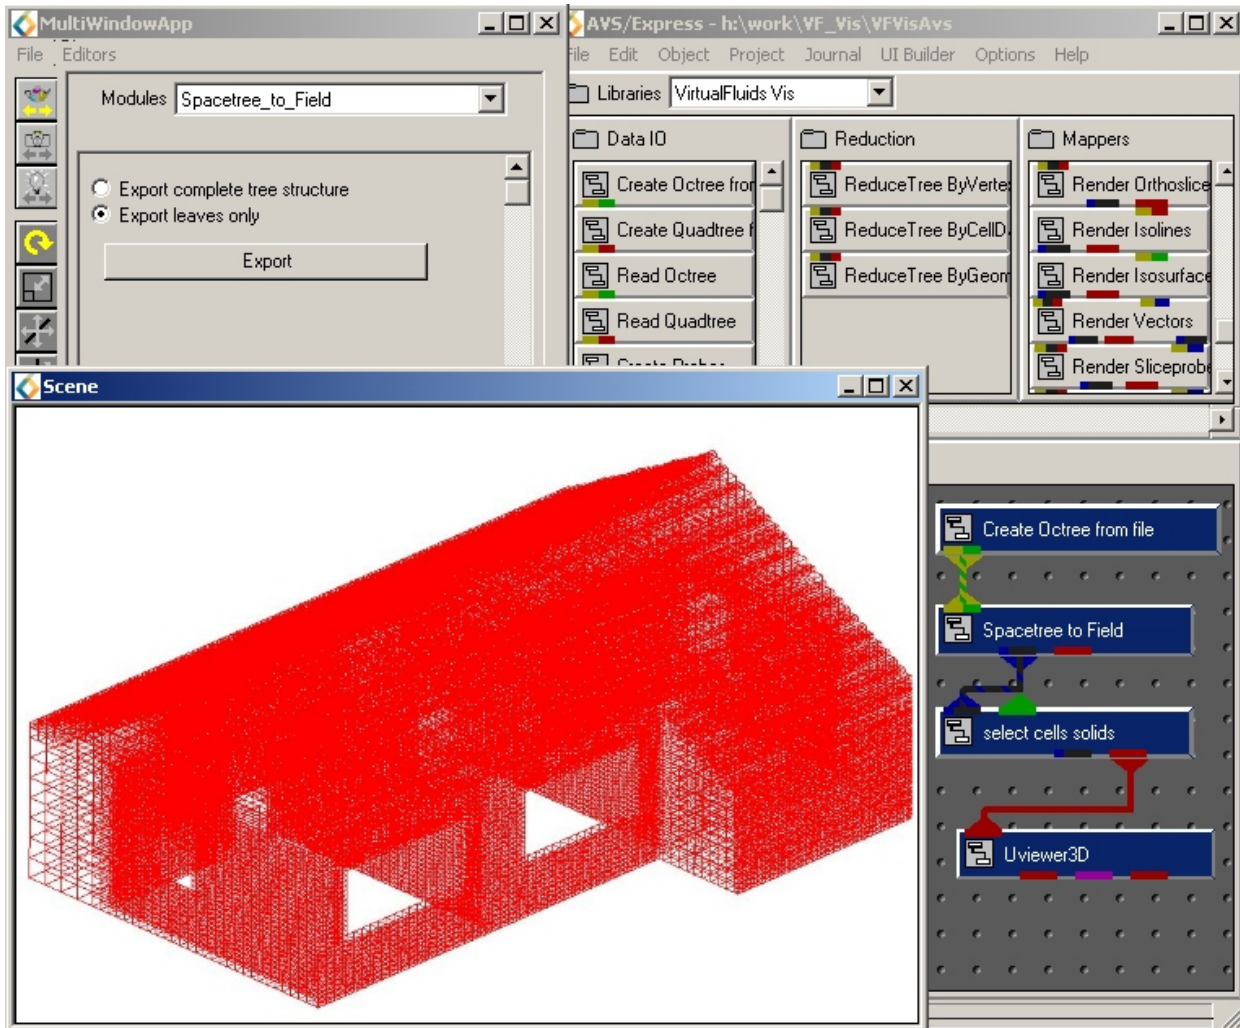 MultiWindowApp
File Editors
Modules Spacetree_to_Field
Export complete tree structure
Export leaves only
Export
AVS/Express - h:\work\VF_Vis\VFVisAvs
File Edit Object Project Journal UI Builder Options Help
Libraries VirtualFluids Vis
Data IO
Create Octree from
Create Quadtree f
Read Octree
Read Quadtree
Reduction
ReduceTree ByVerte
ReduceTree ByCellD
ReduceTree ByGeom
Mappers
Render Orthoslice
Render Isolines
Render Isosurface
Render Vectors
Render Sliceprobe
Scene
Create Octree from file
Spacetree to Field
select cells solids
Uviewer3D